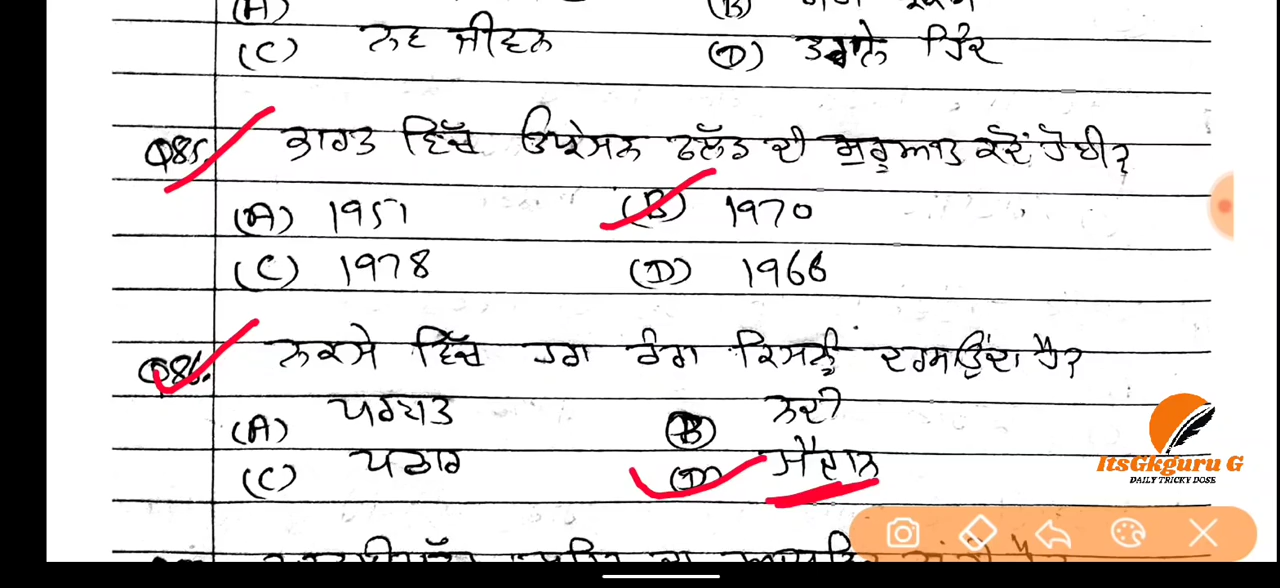 (A) (B)
(C) ਨਵ ਜੀਵਨ (D) ਹਿੰਦ
Q85. ਭਾਰਤ ਵਿੱਚ ਓਪਰੇਸ਼ਨ ਫਲੱਡ ਦੀ ਸ਼ੁਰੂਆਤ ਕਦੋਂ ਹੋਈ?
(A) 1951 (B) 1970
(C) 1978 (D) 1966
Q86. ਨਕਸੇ ਵਿੱਚ ਹਰਾ ਰੰਗ ਕਿਸਨੂੰ ਦਰਸਾਉਂਦਾ ਹੈ?
(A) ਪਰਬਤ (B) ਨਦੀ
(C) ਪਠਾਰ (D) ਮੈਦਾਨ
ItsGkguru G
DAILY TRICKY DOSE